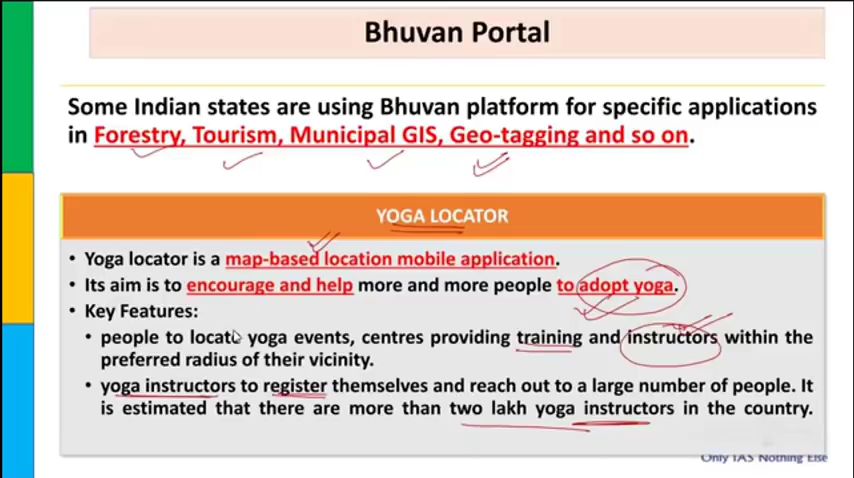 Bhuvan Portal
Some Indian states are using Bhuvan platform for specific applications
in Forestry, Tourism, Municipal GIS, Geo-tagging and so on.
YOGA LOCATOR
• Yoga locator is a map-based location mobile application.
• Its aim is to encourage and help more and more people to adopt yoga.
• Key Features:
• people to locate yoga events, centres providing training and instructors within the
preferred radius of their vicinity.
• yoga instructors to register themselves and reach out to a large number of people. It
is estimated that there are more than two lakh yoga instructors in the country.
Only IAS Nothing Else